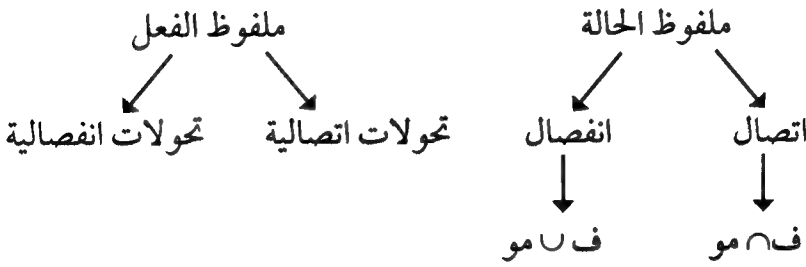 ملفوظ الحالة ملفوظ الفعل
اتصال انفصال تحولات اتصالية تحولات انفصالية
ف ∩ مو ف ∪ مو